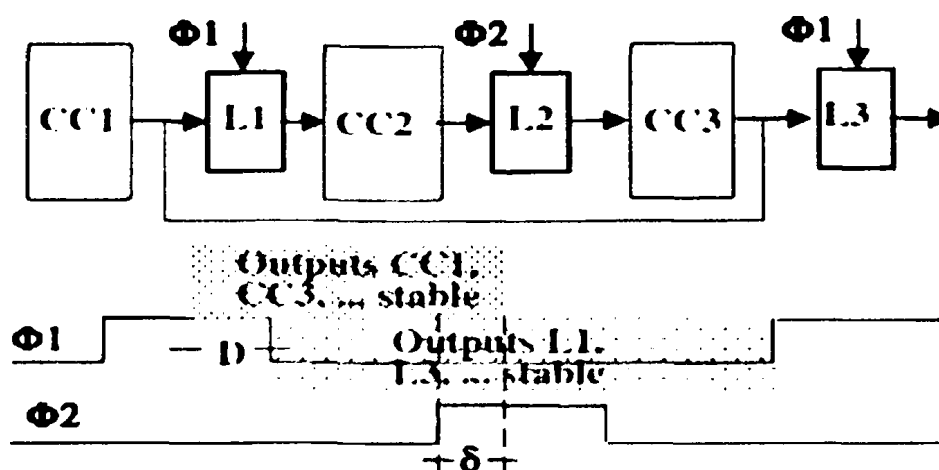 Φ1 Φ2 Φ1
CC1 L1 CC2 L2 CC3 L3
Outputs CC1,
CC3, ... stable
Φ1 D Outputs L1,
L3, ... stable
Φ2
δ